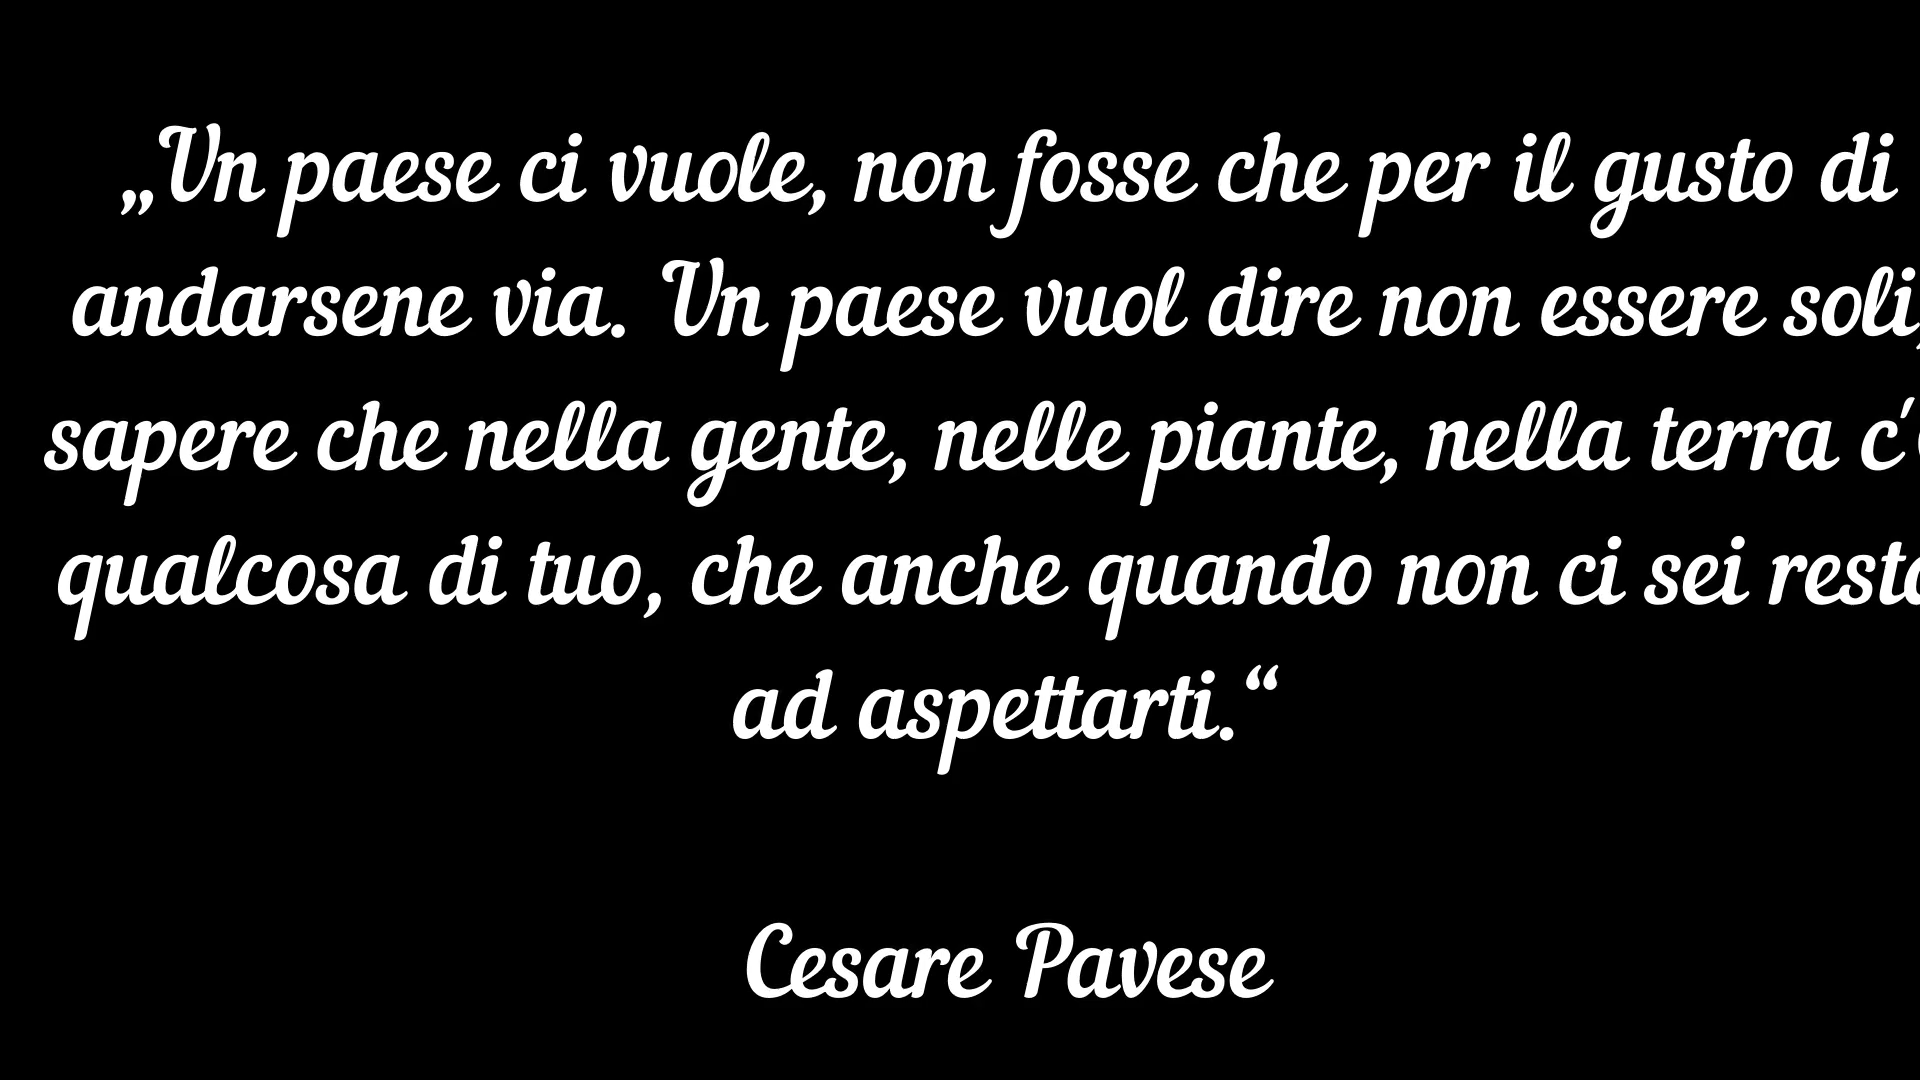 „Un paese ci vuole, non fosse che per il gusto di
andarsene via. Un paese vuol dire non essere soli,
sapere che nella gente, nelle piante, nella terra c'è
qualcosa di tuo, che anche quando non ci sei resta
ad aspettarti.“
Cesare Pavese